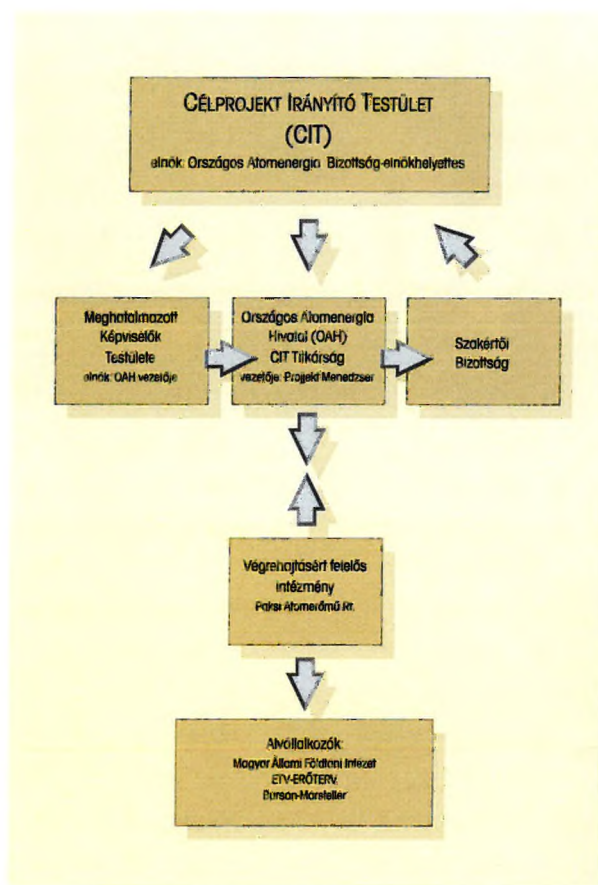 CÉLPROJEKT IRÁNYÍTÓ TESTÜLET
(CIT)
elnök: Országos Atomenergia Bizottság-elnökhelyettes
Meghatalmazott
Képviselők
Testülete
elnök: OAH vezetője
Országos Atomenergia
Hivatal (OAH)
CIT Titkárság
vezetője: Projekt Menedzser
Szakértői
Bizottság
Végrehajtásért felelős
intézmény
Paksi Atomerőmű Rt.
Alvállalkozók:
Magyar Állami Földtani Intézet
ETV-ERŐTERV
Burson-Marsteller